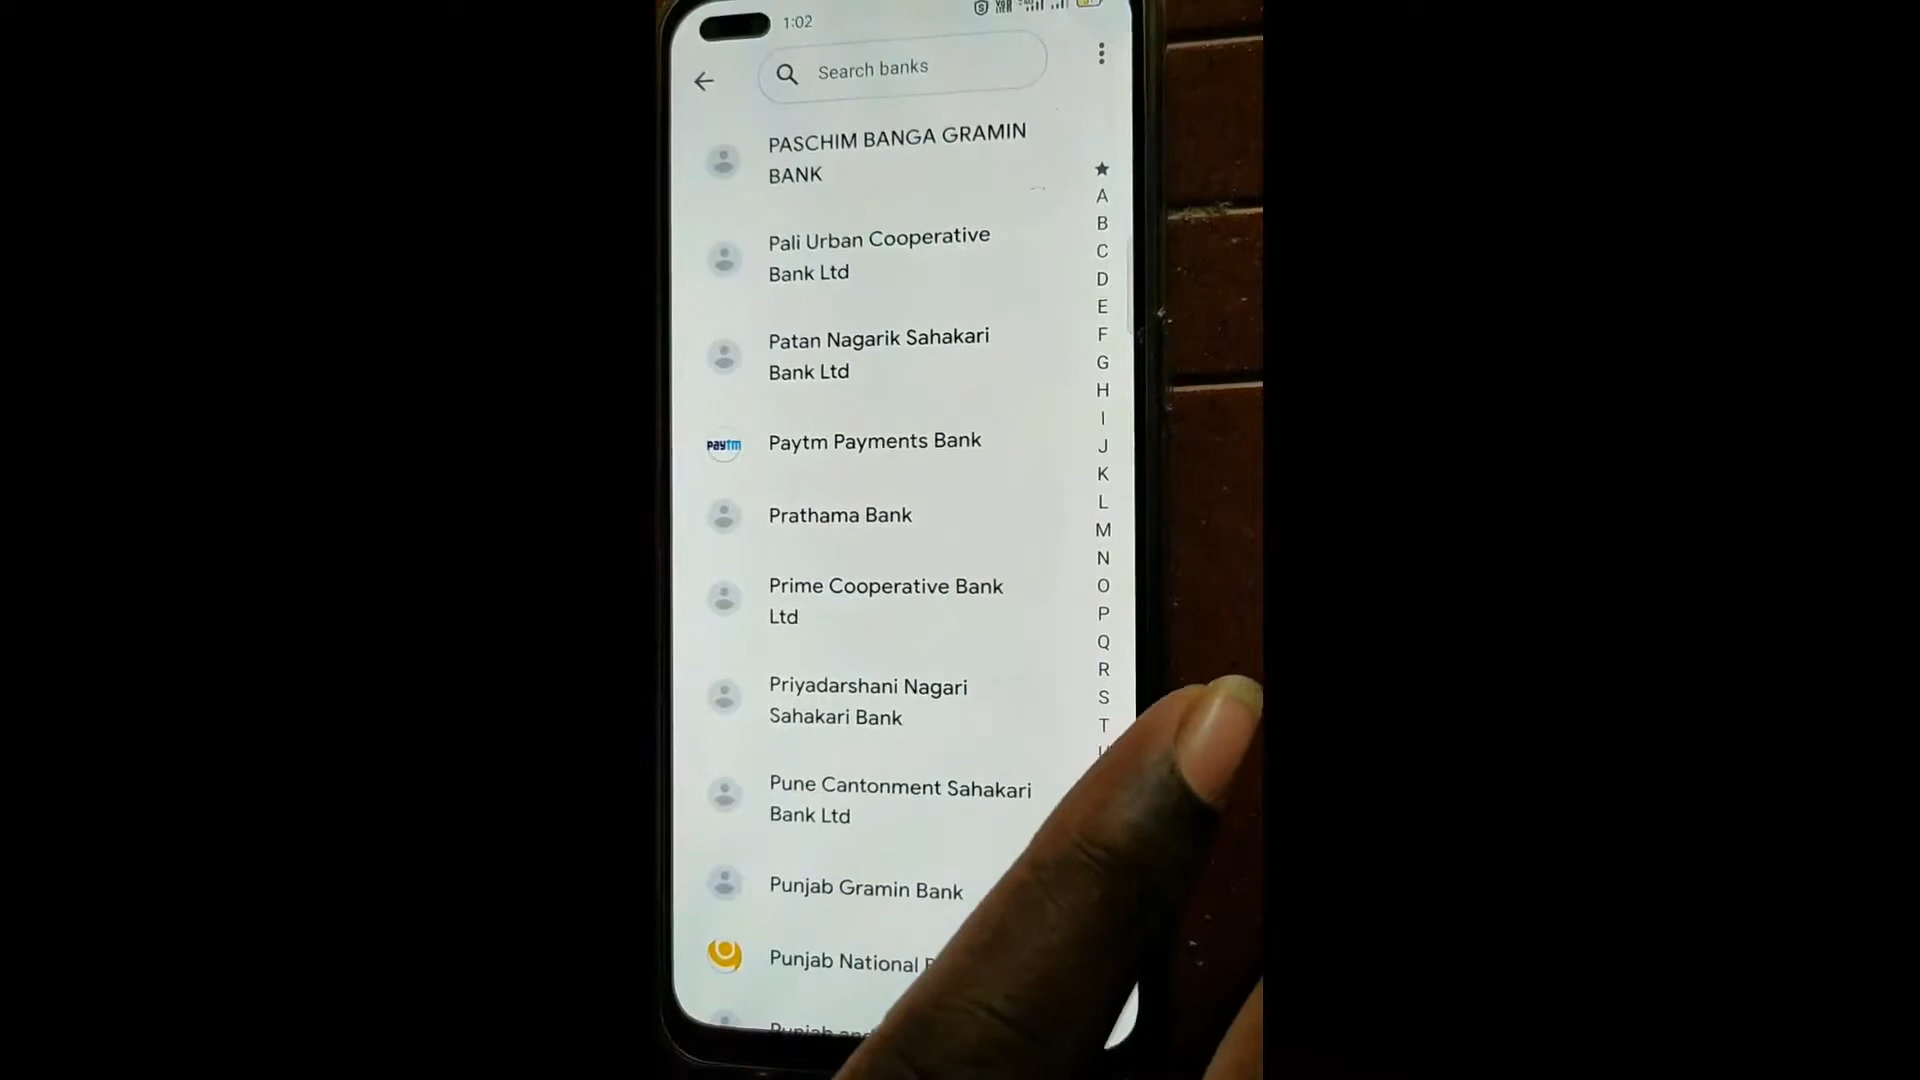 1:02
Search banks
PASCHIM BANGA GRAMIN
BANK
Pali Urban Cooperative
Bank Ltd
Patan Nagarik Sahakari
Bank Ltd
paytm
Paytm Payments Bank
Prathama Bank
Prime Cooperative Bank
Ltd
Priyadarshani Nagari
Sahakari Bank
Pune Cantonment Sahakari
Bank Ltd
Punjab Gramin Bank
Punjab National
Punjab and
A
B
C
D
E
F
G
H
I
J
K
L
M
N
O
P
Q
R
S
T